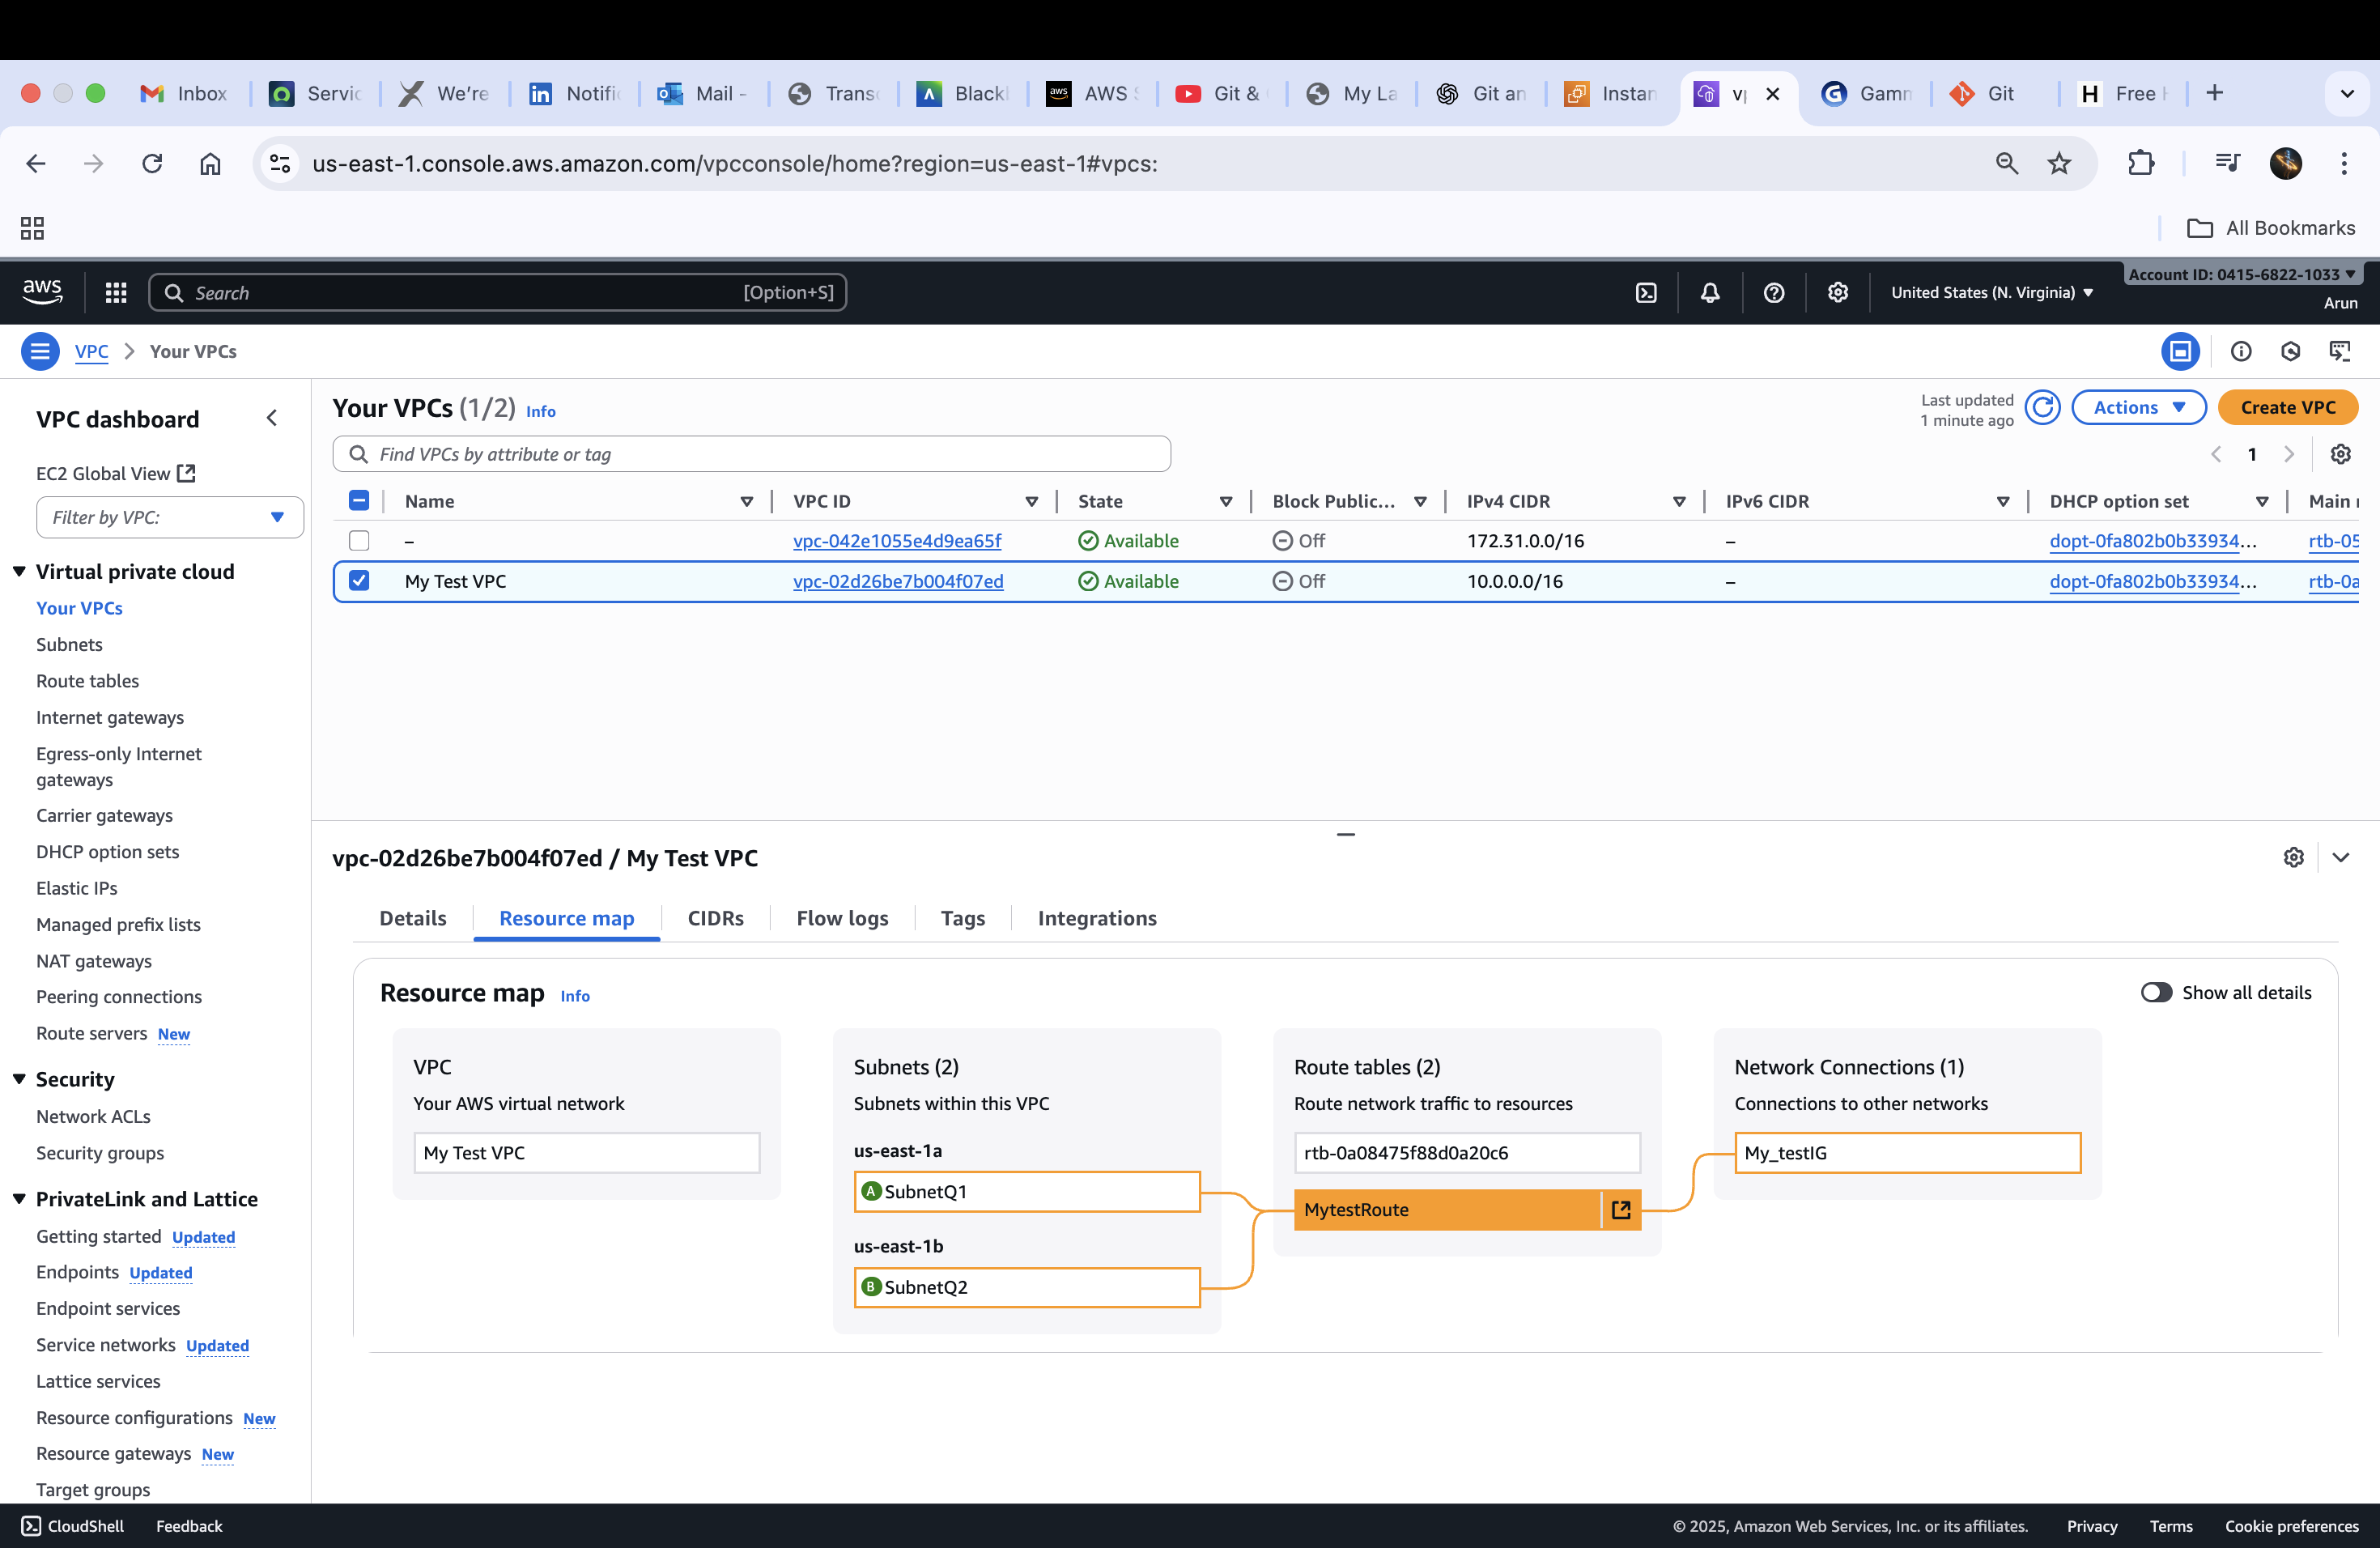 Inbox
Servic
We're
Notific
Mail -
Transc
Blackb
AWS S
Git &
My La
Git an
Instan
Gamm
Git
Free
us-east-1.console.aws.amazon.com/vpcconsole/home?region=us-east-1#vpcs:
All Bookmarks
aws
Search
[Option+S]
United States (N. Virginia)
Account ID: 0415-6822-1033
Arun
VPC > Your VPCs
VPC dashboard
EC2 Global View
Filter by VPC:
Virtual private cloud
Your VPCs
Subnets
Route tables
Internet gateways
Egress-only Internet
gateways
Carrier gateways
DHCP option sets
Elastic IPs
Managed prefix lists
NAT gateways
Peering connections
Route servers New
Security
Network ACLs
Security groups
PrivateLink and Lattice
Getting started Updated
Endpoints Updated
Endpoint services
Service networks Updated
Lattice services
Resource configurations New
Resource gateways New
Target groups
Your VPCs (1/2) Info
Last updated
1 minute ago
Actions
Create VPC
Find VPCs by attribute or tag
1
Name VPC ID State Block Public... IPv4 CIDR IPv6 CIDR DHCP option set Main r
– vpc-042e1055e4d9ea65f Available Off 172.31.0.0/16 – dopt-0fa802b0b33934... rtb-05
My Test VPC vpc-02d26be7b004f07ed Available Off 10.0.0.0/16 – dopt-0fa802b0b33934... rtb-0a
vpc-02d26be7b004f07ed / My Test VPC
Details Resource map CIDRs Flow logs Tags Integrations
Resource map Info
Show all details
VPC
Your AWS virtual network
My Test VPC
Subnets (2)
Subnets within this VPC
us-east-1a
A SubnetQ1
us-east-1b
B SubnetQ2
Route tables (2)
Route network traffic to resources
rtb-0a08475f88d0a20c6
MytestRoute
Network Connections (1)
Connections to other networks
My_testIG
CloudShell Feedback
© 2025, Amazon Web Services, Inc. or its affiliates. Privacy Terms Cookie preferences